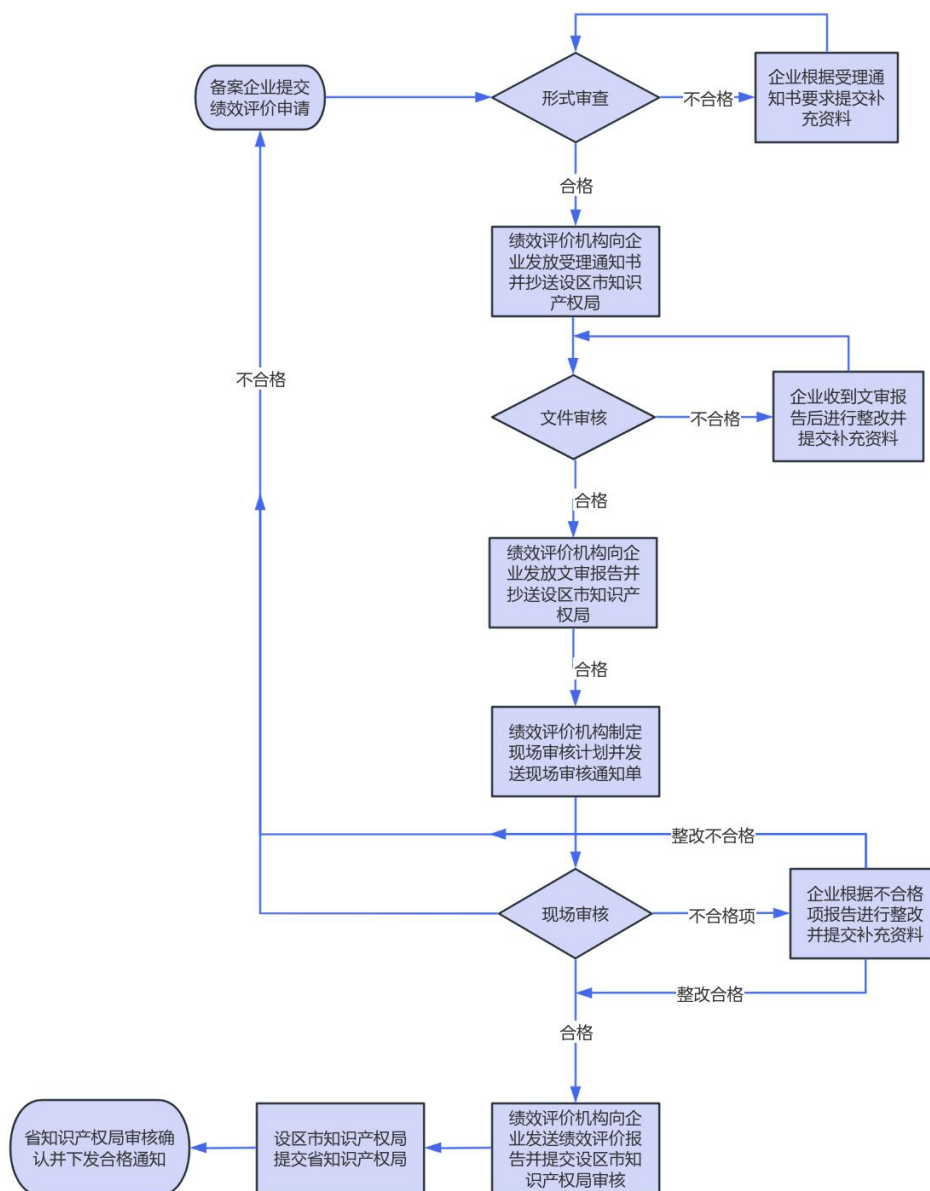 备案企业提交
绩效评价申请
形式审查
不合格
企业根据受理通
知书要求提交补
充资料
合格
绩效评价机构向企
业发放受理通知书
并抄送设区市知识
产权局
不合格
文件审核
不合格
企业收到文审报
告后进行整改并
提交补充资料
合格
绩效评价机构向企
业发放文审报告并
抄送设区市知识产
权局
合格
绩效评价机构制定
现场审核计划并发
送现场审核通知单
整改不合格
现场审核
不合格项
企业根据不合格
项报告进行整改
并提交补充资料
整改合格
合格
绩效评价机构向企
业发送绩效评价报
告并提交设区市知
识产权局审核
设区市知识产权局
提交省知识产权局
省知识产权局审核确
认并下发合格通知